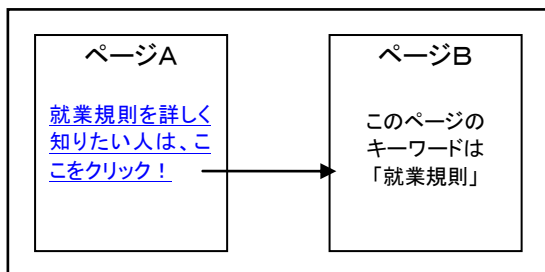 ページA
就業規則を詳しく
知りたい人は、こ
こをクリック！
ページB
このページの
キーワードは
「就業規則」